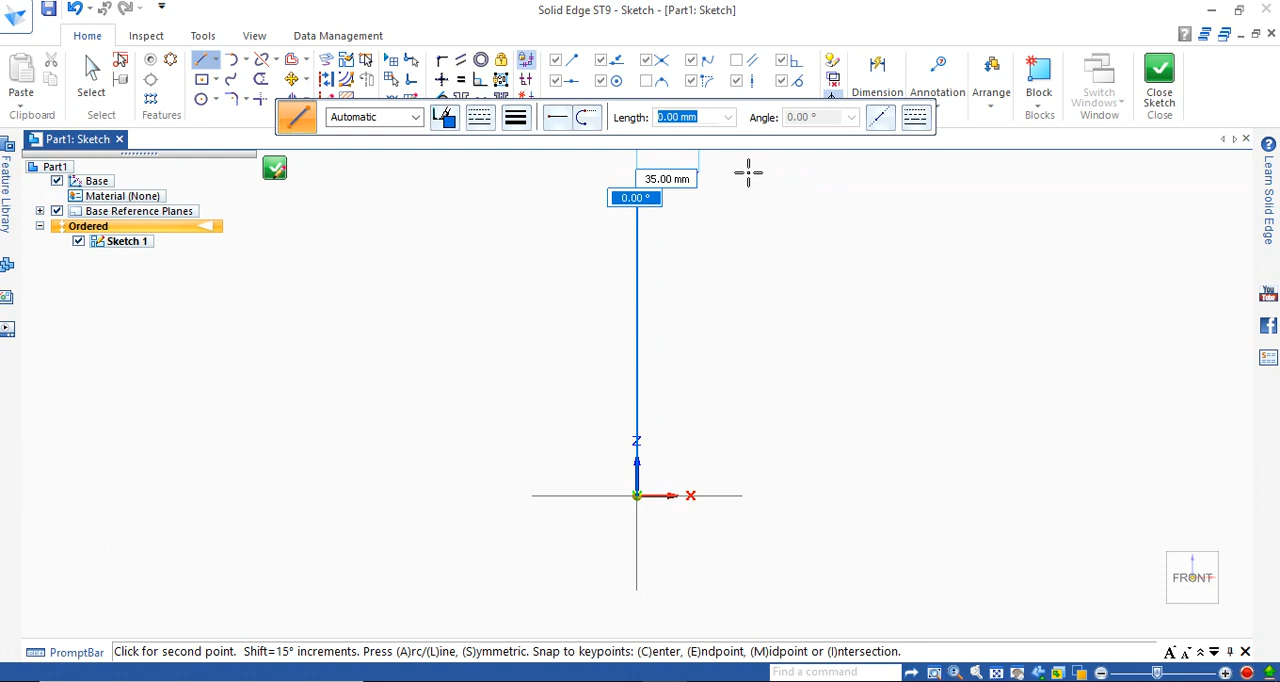 Solid Edge ST9 - Sketch - [Part1: Sketch]
Home
Inspect
Sketch
View
Tools
Data Management
Paste
Clipboard
Select
Select
Features
Dimension
Annotation
Arrange
Block
Blocks
Switch
Windows
Window
Close
Sketch
Close
Automatic
Length:
0.00 mm
Angle:
0.00 °
Part1: Sketch
Part1
Base
Material (None)
Base Reference Planes
Ordered
Sketch 1
Feature Library
Learn Solid Edge
You
Tube
35.00 mm
0.00 °
Z
X
FRONT
PromptBar
Click for second point. Shift=15° increments. Press (A)rc/(L)ine, (S)ymmetric. Snap to keypoints: (C)enter, (E)ndpoint, (M)idpoint or (I)ntersection.
Find a command